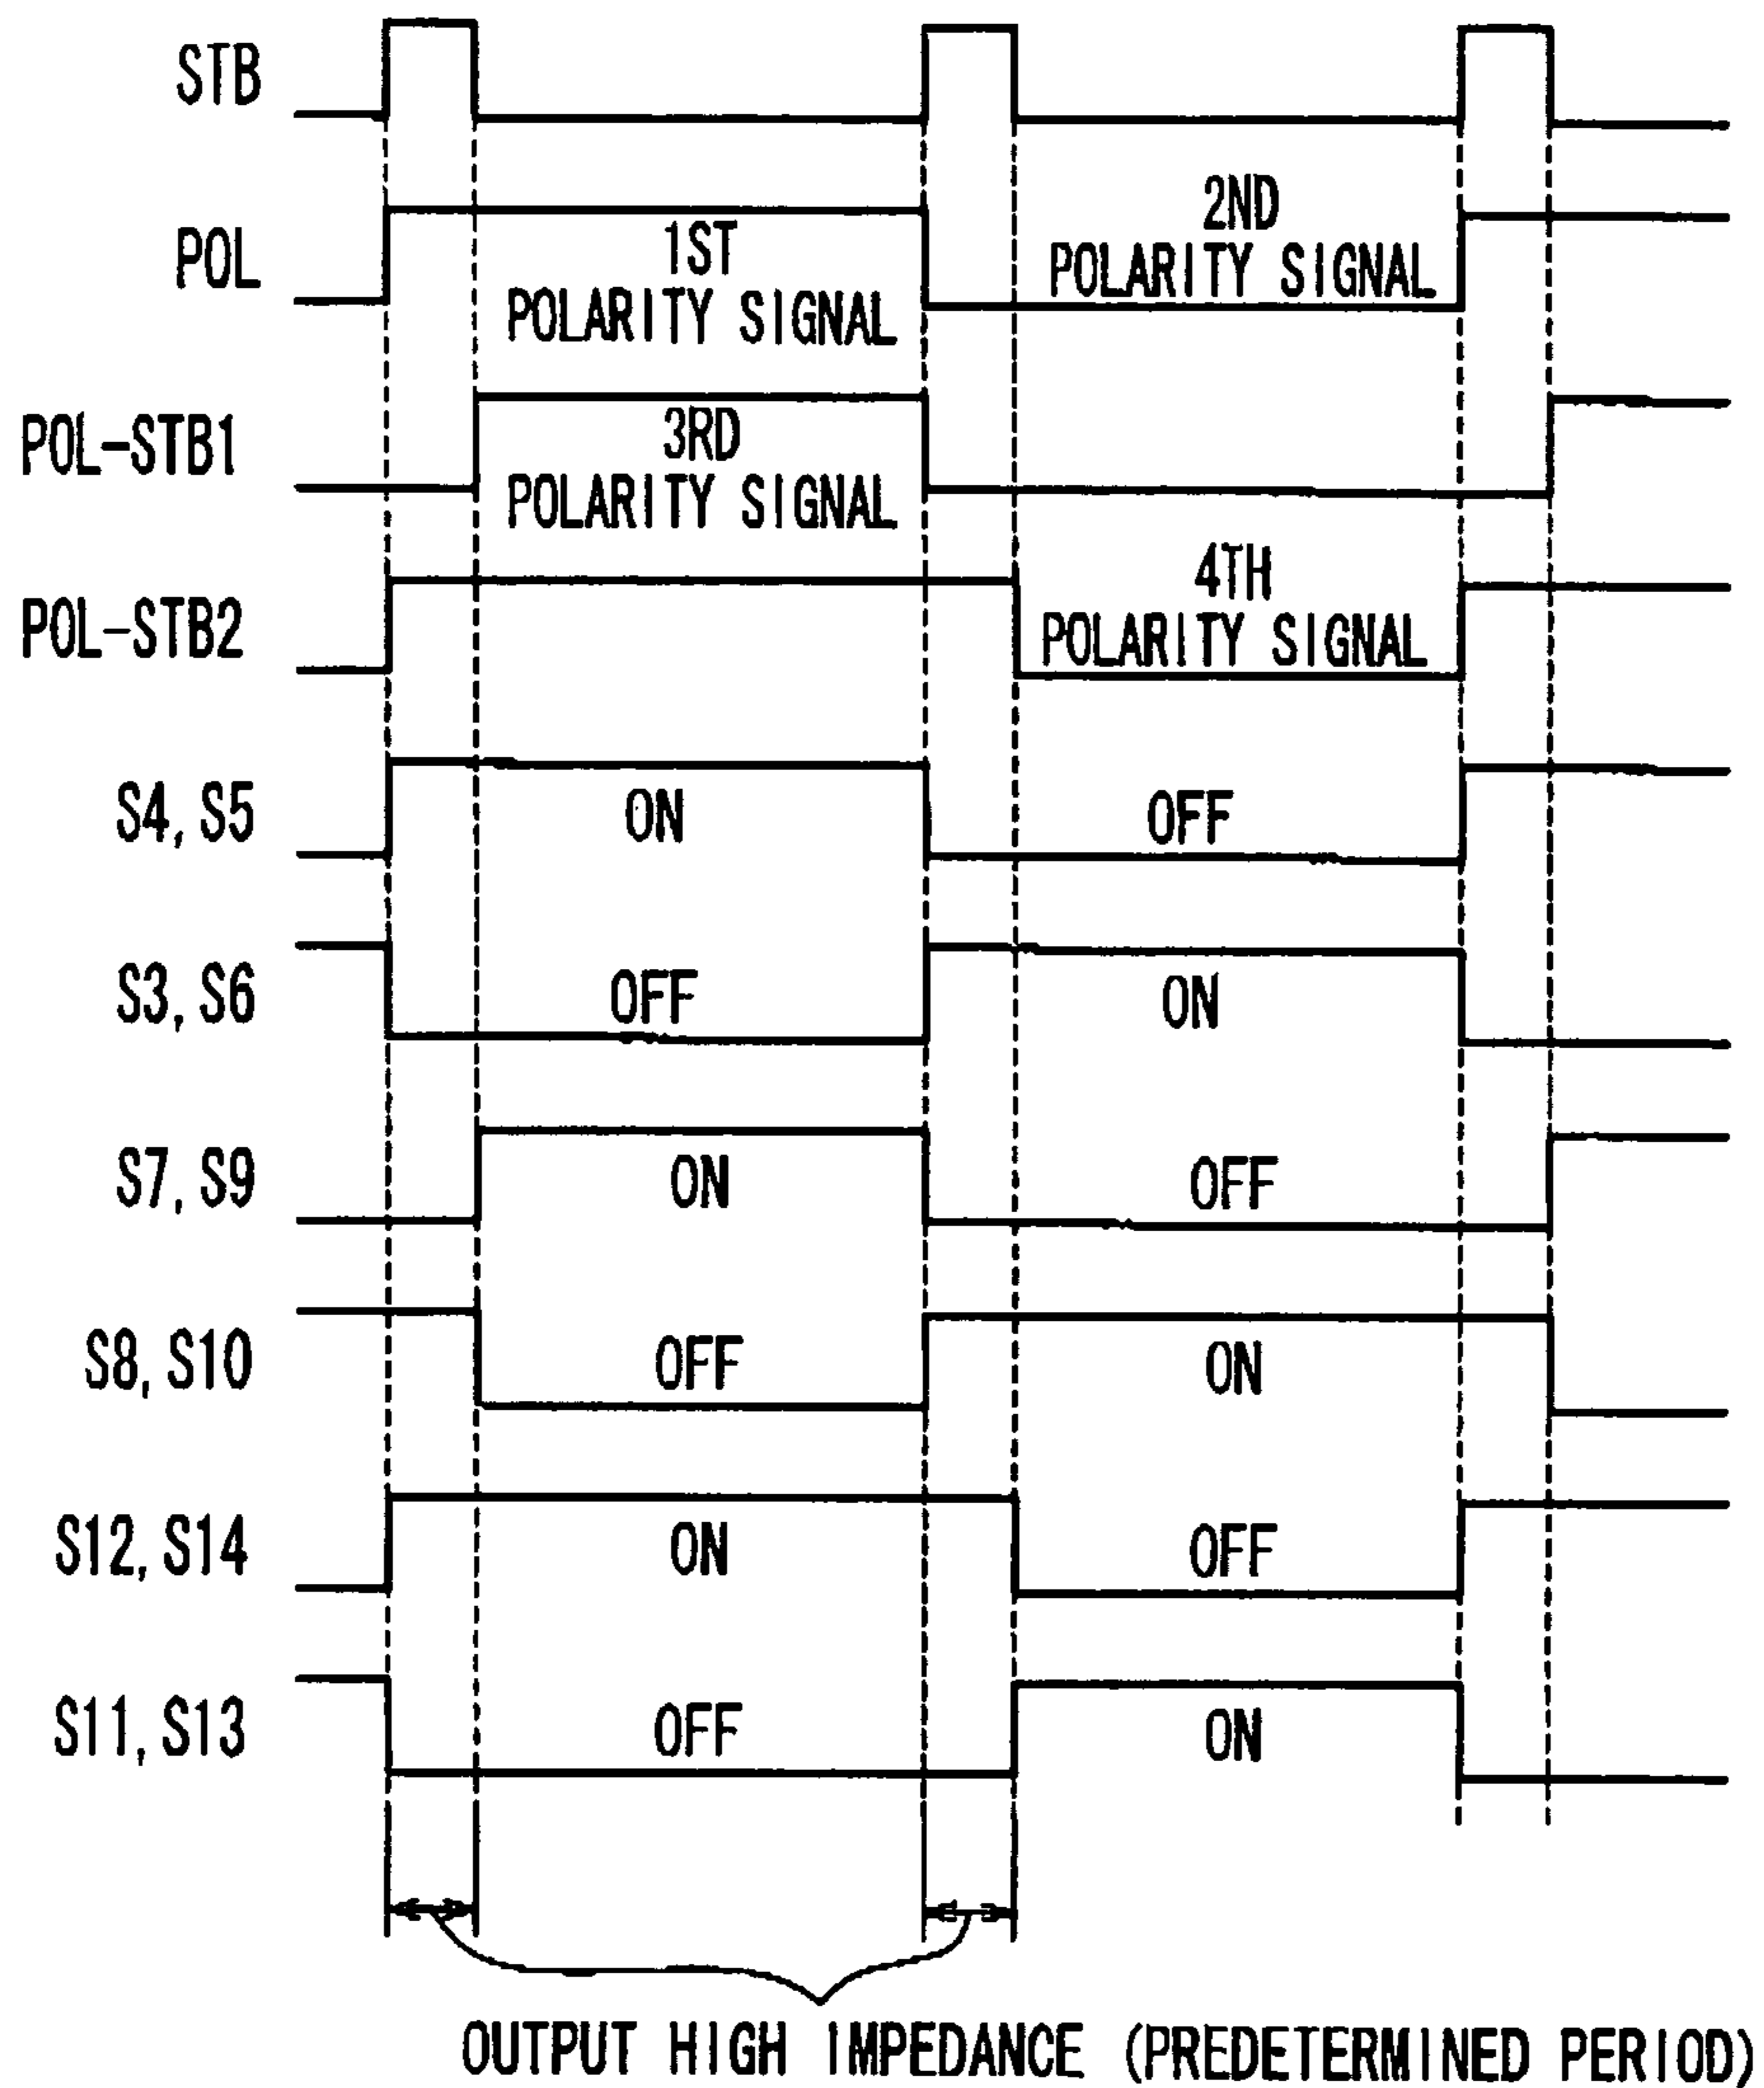 STB
POL
1ST
POLARITY SIGNAL
2ND
POLARITY SIGNAL
POL-STB1
3RD
POLARITY SIGNAL
POL-STB2
4TH
POLARITY SIGNAL
S4, S5
ON
OFF
S3, S6
OFF
ON
S7, S9
ON
OFF
S8, S10
OFF
ON
S12, S14
ON
OFF
S11, S13
OFF
ON
OUTPUT HIGH IMPEDANCE (PREDETERMINED PERIOD)